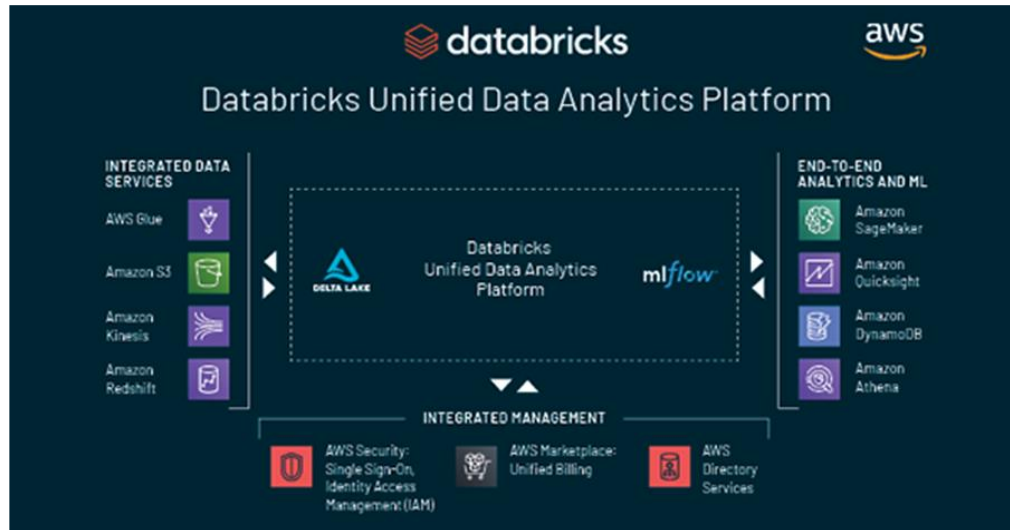 databricks
aws
Databricks Unified Data Analytics Platform
INTEGRATED DATA
SERVICES
AWS Glue
Amazon S3
Amazon
Kinesis
Amazon
Redshift
DELTA LAKE
Databricks
Unified Data Analytics
Platform
mlflow
END-TO-END
ANALYTICS AND ML
Amazon
SageMaker
Amazon
Quicksight
Amazon
DynamoDB
Amazon
Athena
INTEGRATED MANAGEMENT
AWS Security:
Single Sign-On,
Identity Access
Management (IAM)
AWS Marketplace:
Unified Billing
AWS
Directory
Services